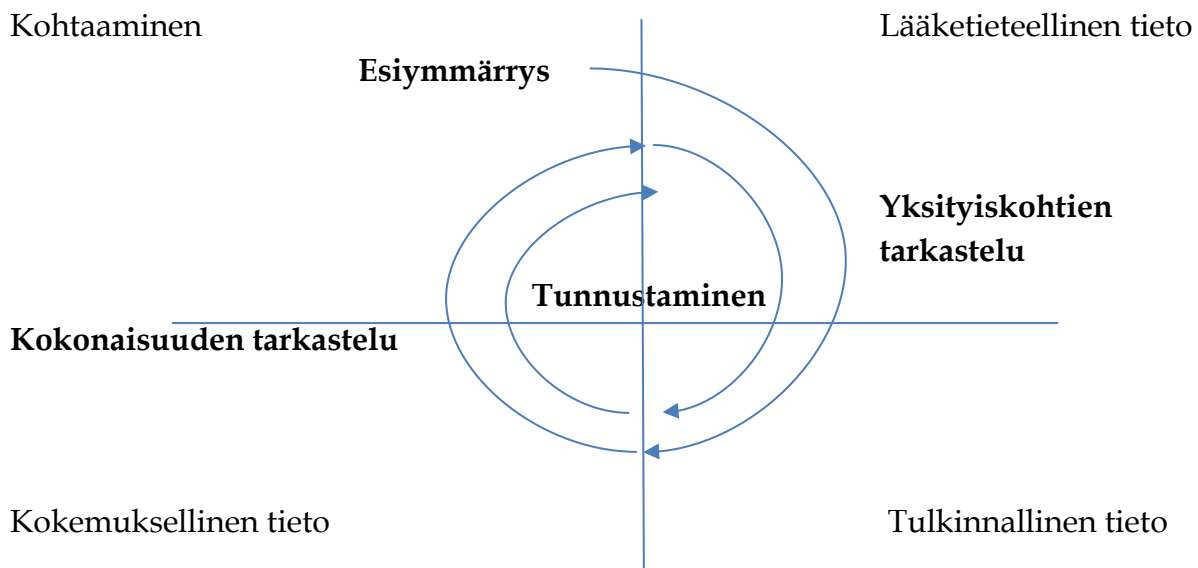 Kohtaaminen
Lääketieteellinen tieto
Esiymmärrys
Yksityiskohtien
tarkastelu
Tunnustaminen
Kokonaisuuden tarkastelu
Kokemuksellinen tieto
Tulkinnallinen tieto